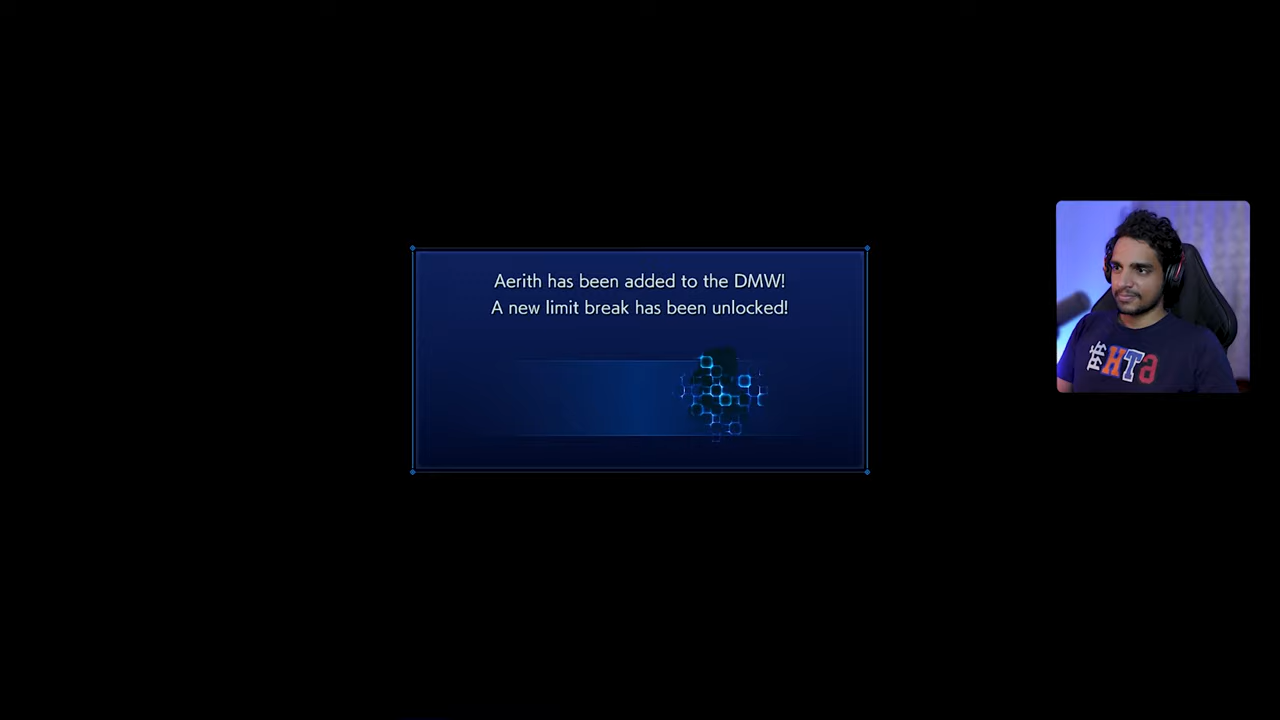 Aerith has been added to the DMW!
A new limit break has been unlocked!